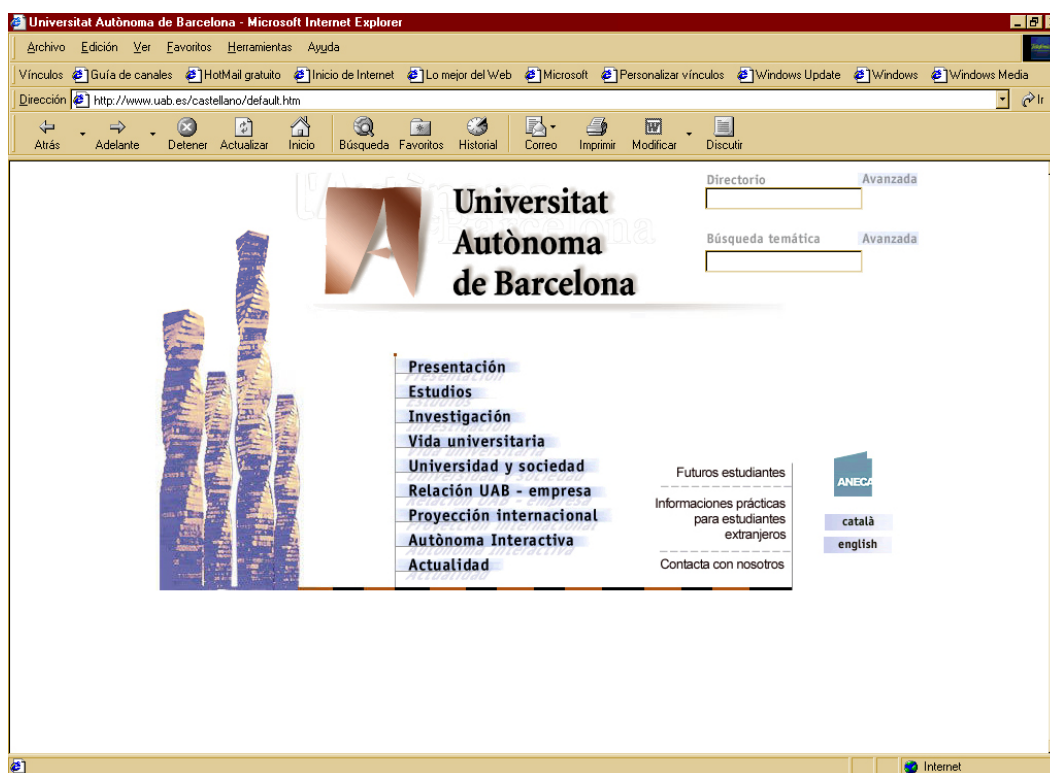 Universitat Autònoma de Barcelona - Microsoft Internet Explorer
Archivo Edición Ver Favoritos Herramientas Ayuda
Vínculos Guía de canales HotMail gratuito Inicio de Internet Lo mejor del Web Microsoft Personalizar vínculos Windows Update Windows Windows Media
Dirección http://www.uab.es/castellano/default.htm Ir
Atrás Adelante Detener Actualizar Inicio Búsqueda Favoritos Historial Correo Imprimir Modificar Discutir
Universitat
Autònoma
de Barcelona
Directorio Avanzada
Búsqueda temática Avanzada
Presentación
Estudios
Investigación
Vida universitaria
Universidad y sociedad
Relación UAB - empresa
Proyección internacional
Autònoma Interactiva
Actualidad
Futuros estudiantes
Informaciones prácticas
para estudiantes
extranjeros
Contacta con nosotros
ANECA
català
english
Internet